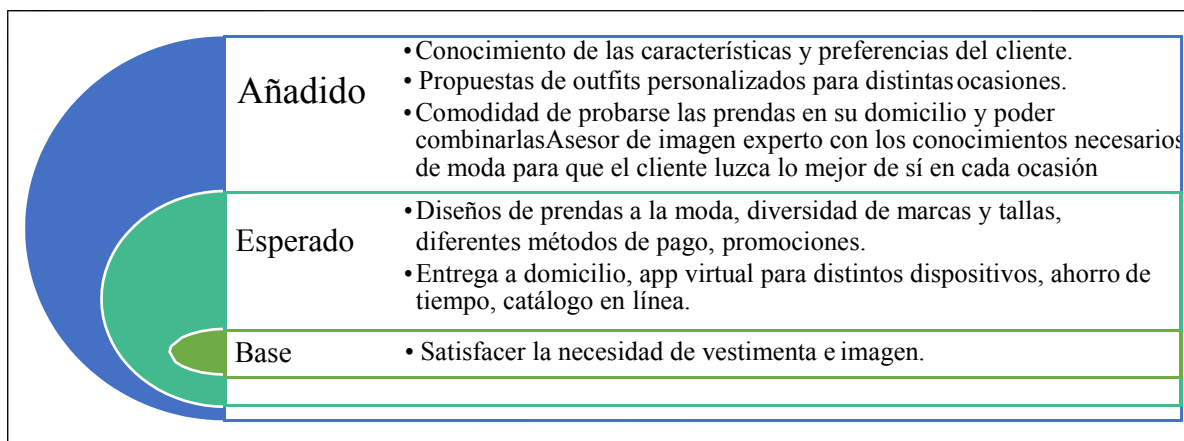 Añadido
•Conocimiento de las características y preferencias del cliente.
• Propuestas de outfits personalizados para distintas ocasiones.
•Comodidad de probarse las prendas en su domicilio y poder
combinarlasAsesor de imagen experto con los conocimientos necesarios
de moda para que el cliente luzca lo mejor de sí en cada ocasión
Esperado
•Diseños de prendas a la moda, diversidad de marcas y tallas,
diferentes métodos de pago, promociones.
•Entrega a domicilio, app virtual para distintos dispositivos, ahorro de
tiempo, catálogo en línea.
Base
• Satisfacer la necesidad de vestimenta e imagen.